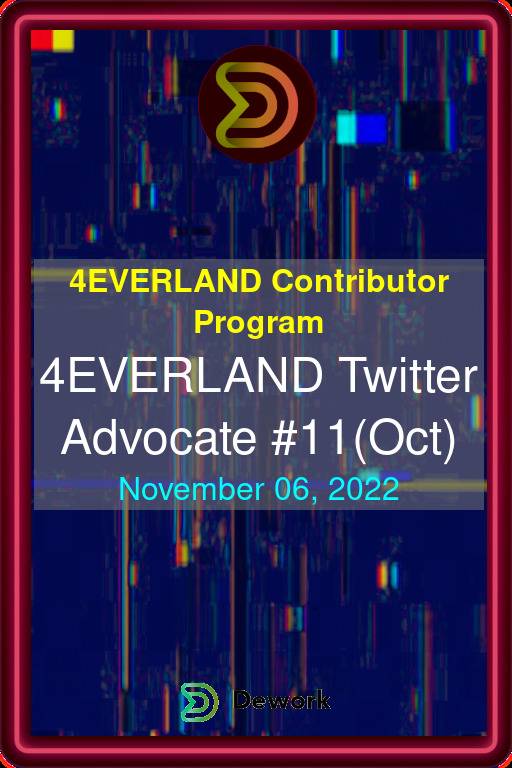 4EVERLAND Contributor
Program
4EVERLAND Twitter
Advocate #11(Oct)
November 06, 2022
Dework